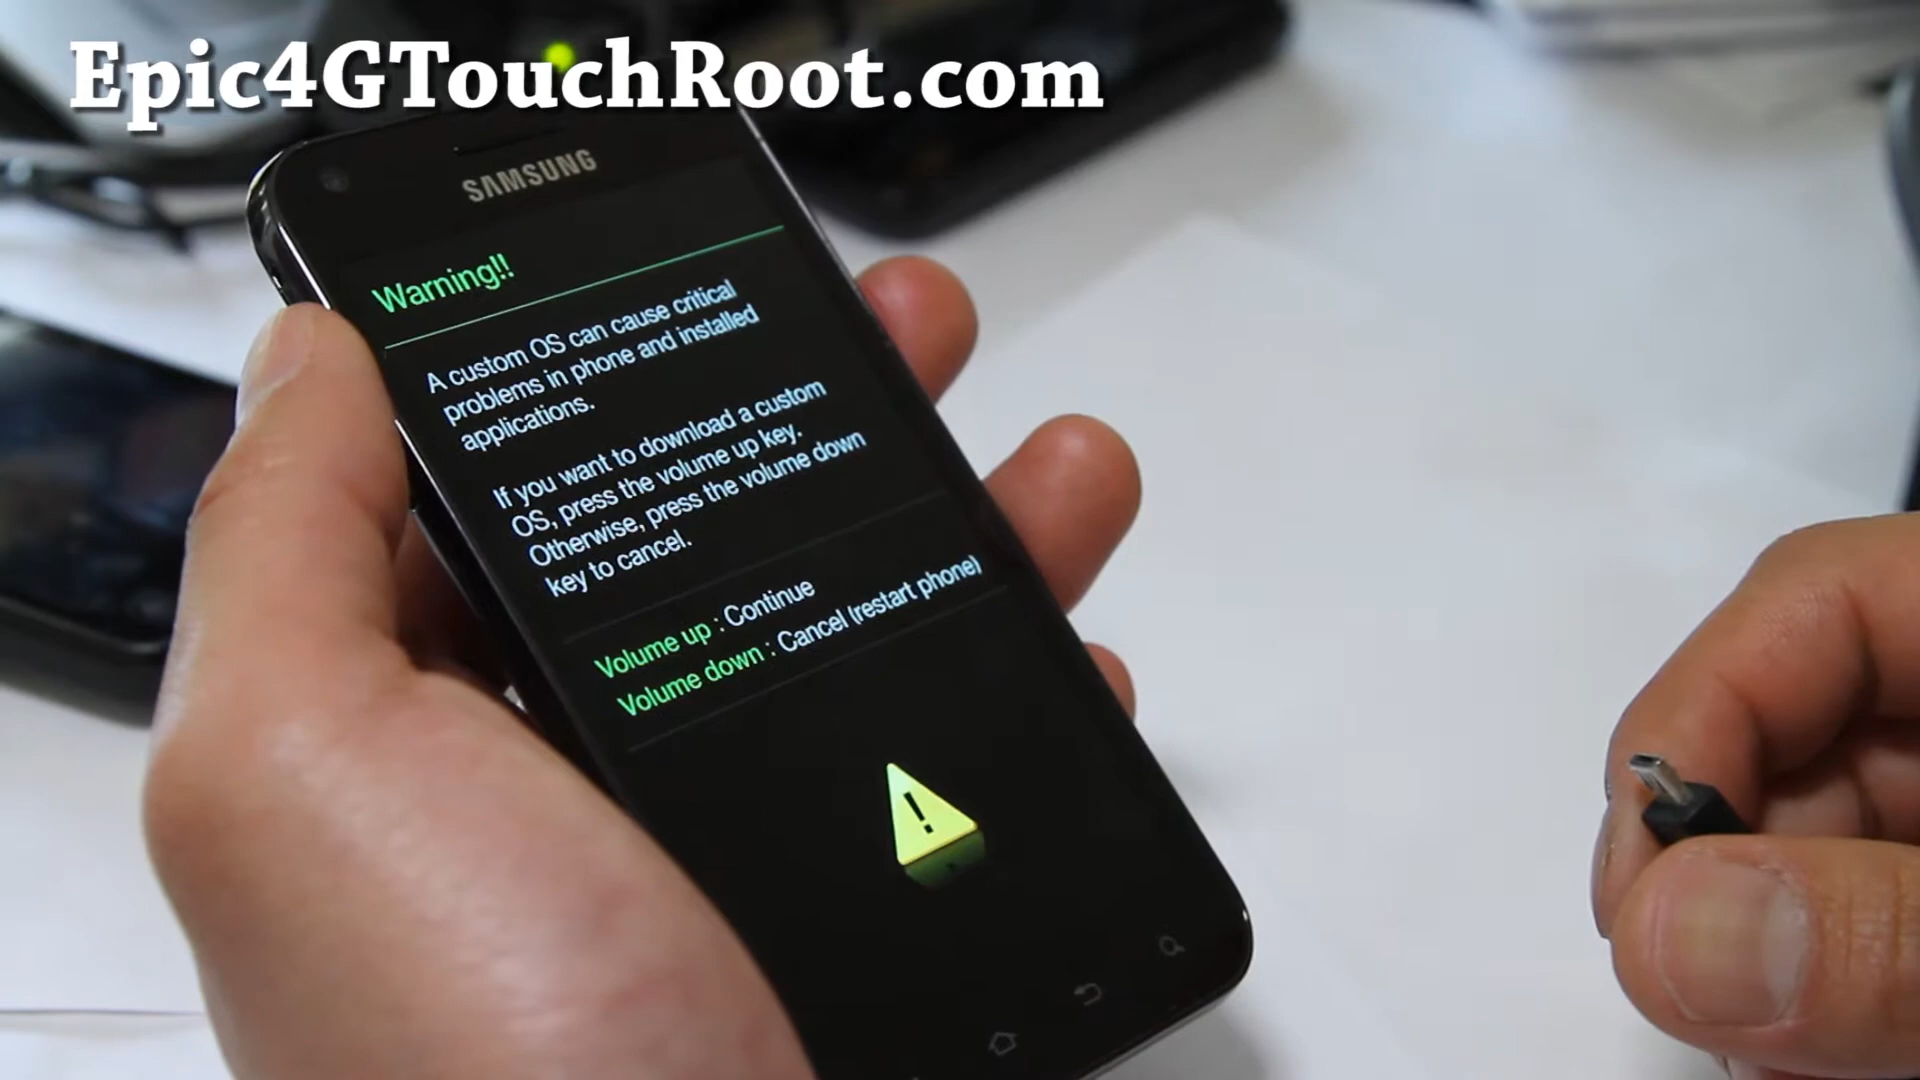 Epic4GTouchRoot.com
SAMSUNG
Warning!!
A custom OS can cause critical
problems in phone and installed
applications.
If you want to download a custom
OS, press the volume up key.
Otherwise, press the volume down
key to cancel.
Volume up : Continue
Volume down : Cancel (restart phone)
!